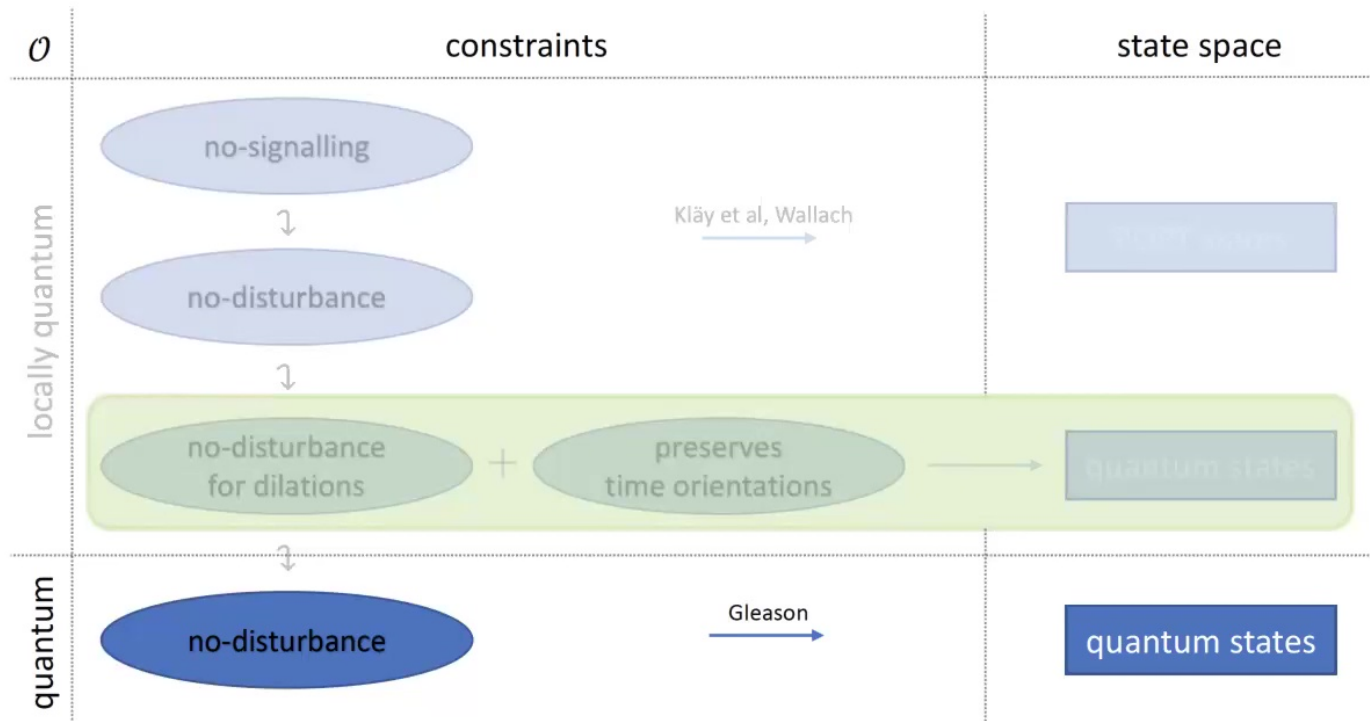 𝒪
constraints
state space
locally quantum
no-signalling
Kläy et al, Wallach
no-disturbance
no-disturbance
for dilations
+
preserves
time orientations
quantum states
quantum
no-disturbance
Gleason
quantum states